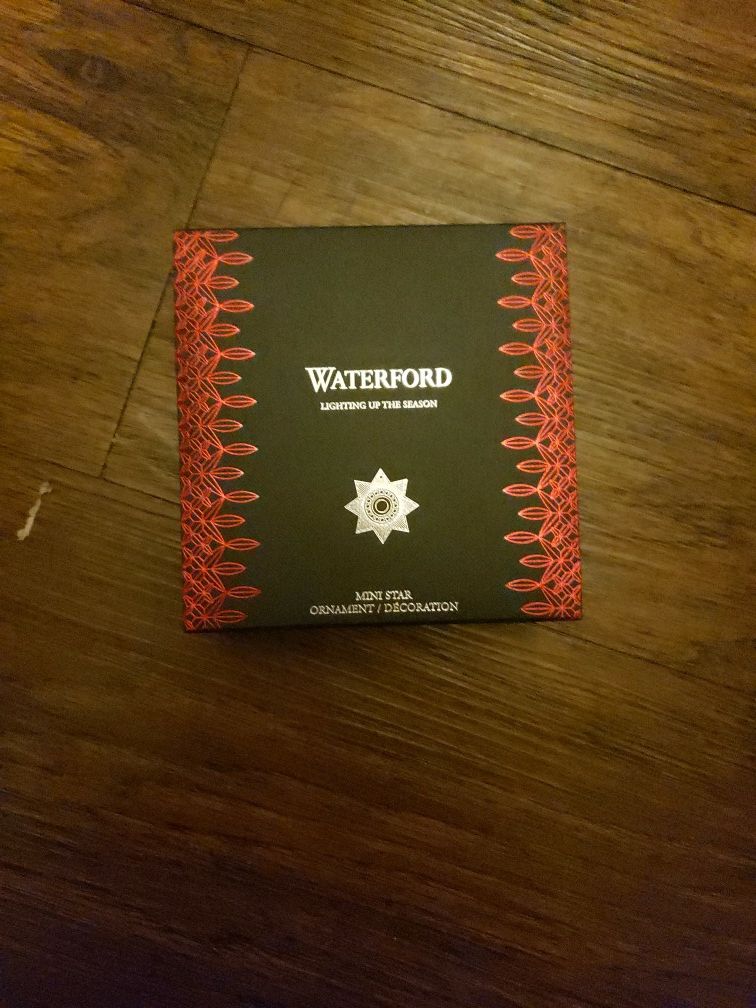 WATERFORD
LIGHTING UP THE SEASON
MINI STAR
ORNAMENT / DÉCORATION